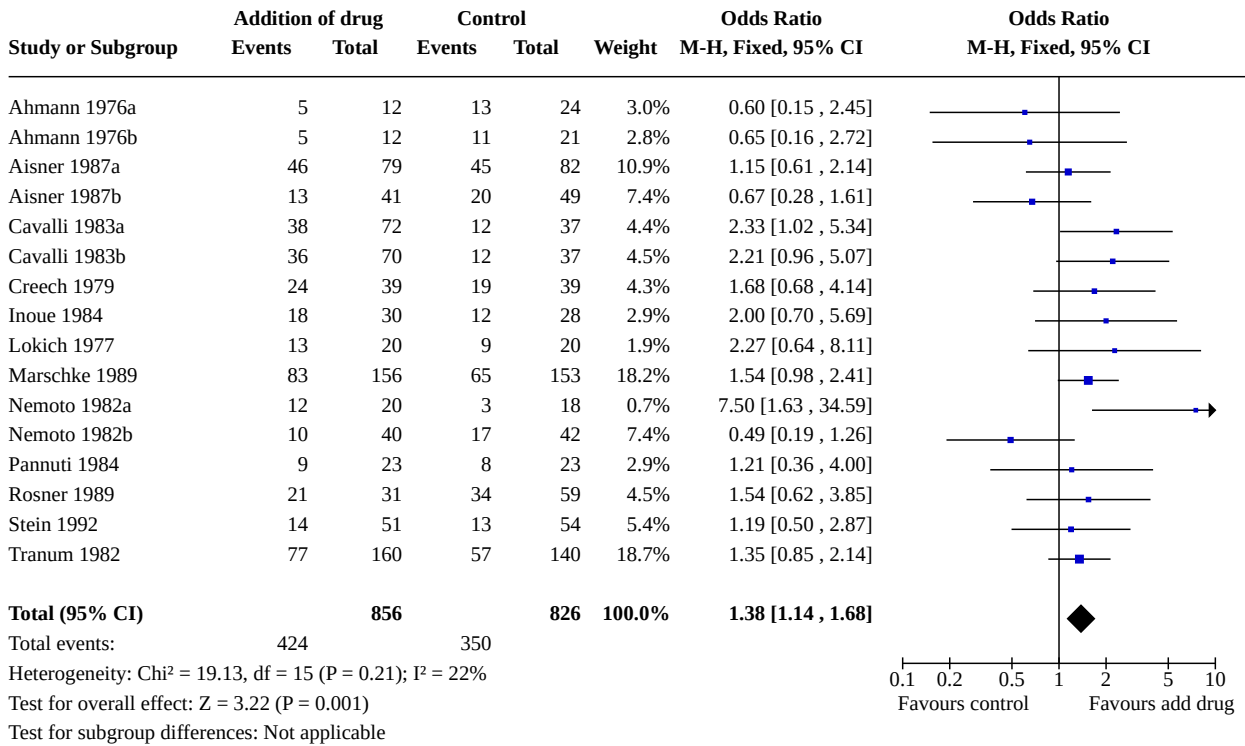 Addition of drug Control Odds Ratio Odds Ratio
Study or Subgroup Events Total Events Total Weight M-H, Fixed, 95% CI M-H, Fixed, 95% CI
Ahmann 1976a 5 12 13 24 3.0% 0.60 [0.15 , 2.45]
Ahmann 1976b 5 12 11 21 2.8% 0.65 [0.16 , 2.72]
Aisner 1987a 46 79 45 82 10.9% 1.15 [0.61 , 2.14]
Aisner 1987b 13 41 20 49 7.4% 0.67 [0.28 , 1.61]
Cavalli 1983a 38 72 12 37 4.4% 2.33 [1.02 , 5.34]
Cavalli 1983b 36 70 12 37 4.5% 2.21 [0.96 , 5.07]
Creech 1979 24 39 19 39 4.3% 1.68 [0.68 , 4.14]
Inoue 1984 18 30 12 28 2.9% 2.00 [0.70 , 5.69]
Lokich 1977 13 20 9 20 1.9% 2.27 [0.64 , 8.11]
Marschke 1989 83 156 65 153 18.2% 1.54 [0.98 , 2.41]
Nemoto 1982a 12 20 3 18 0.7% 7.50 [1.63 , 34.59]
Nemoto 1982b 10 40 17 42 7.4% 0.49 [0.19 , 1.26]
Pannuti 1984 9 23 8 23 2.9% 1.21 [0.36 , 4.00]
Rosner 1989 21 31 34 59 4.5% 1.54 [0.62 , 3.85]
Stein 1992 14 51 13 54 5.4% 1.19 [0.50 , 2.87]
Tranum 1982 77 160 57 140 18.7% 1.35 [0.85 , 2.14]
Total (95% CI) 856 826 100.0% 1.38 [1.14 , 1.68]
Total events: 424 350
Heterogeneity: Chi² = 19.13, df = 15 (P = 0.21); I² = 22%
Test for overall effect: Z = 3.22 (P = 0.001)
Test for subgroup differences: Not applicable
0.1 0.2 0.5 1 2 5 10
Favours control Favours add drug